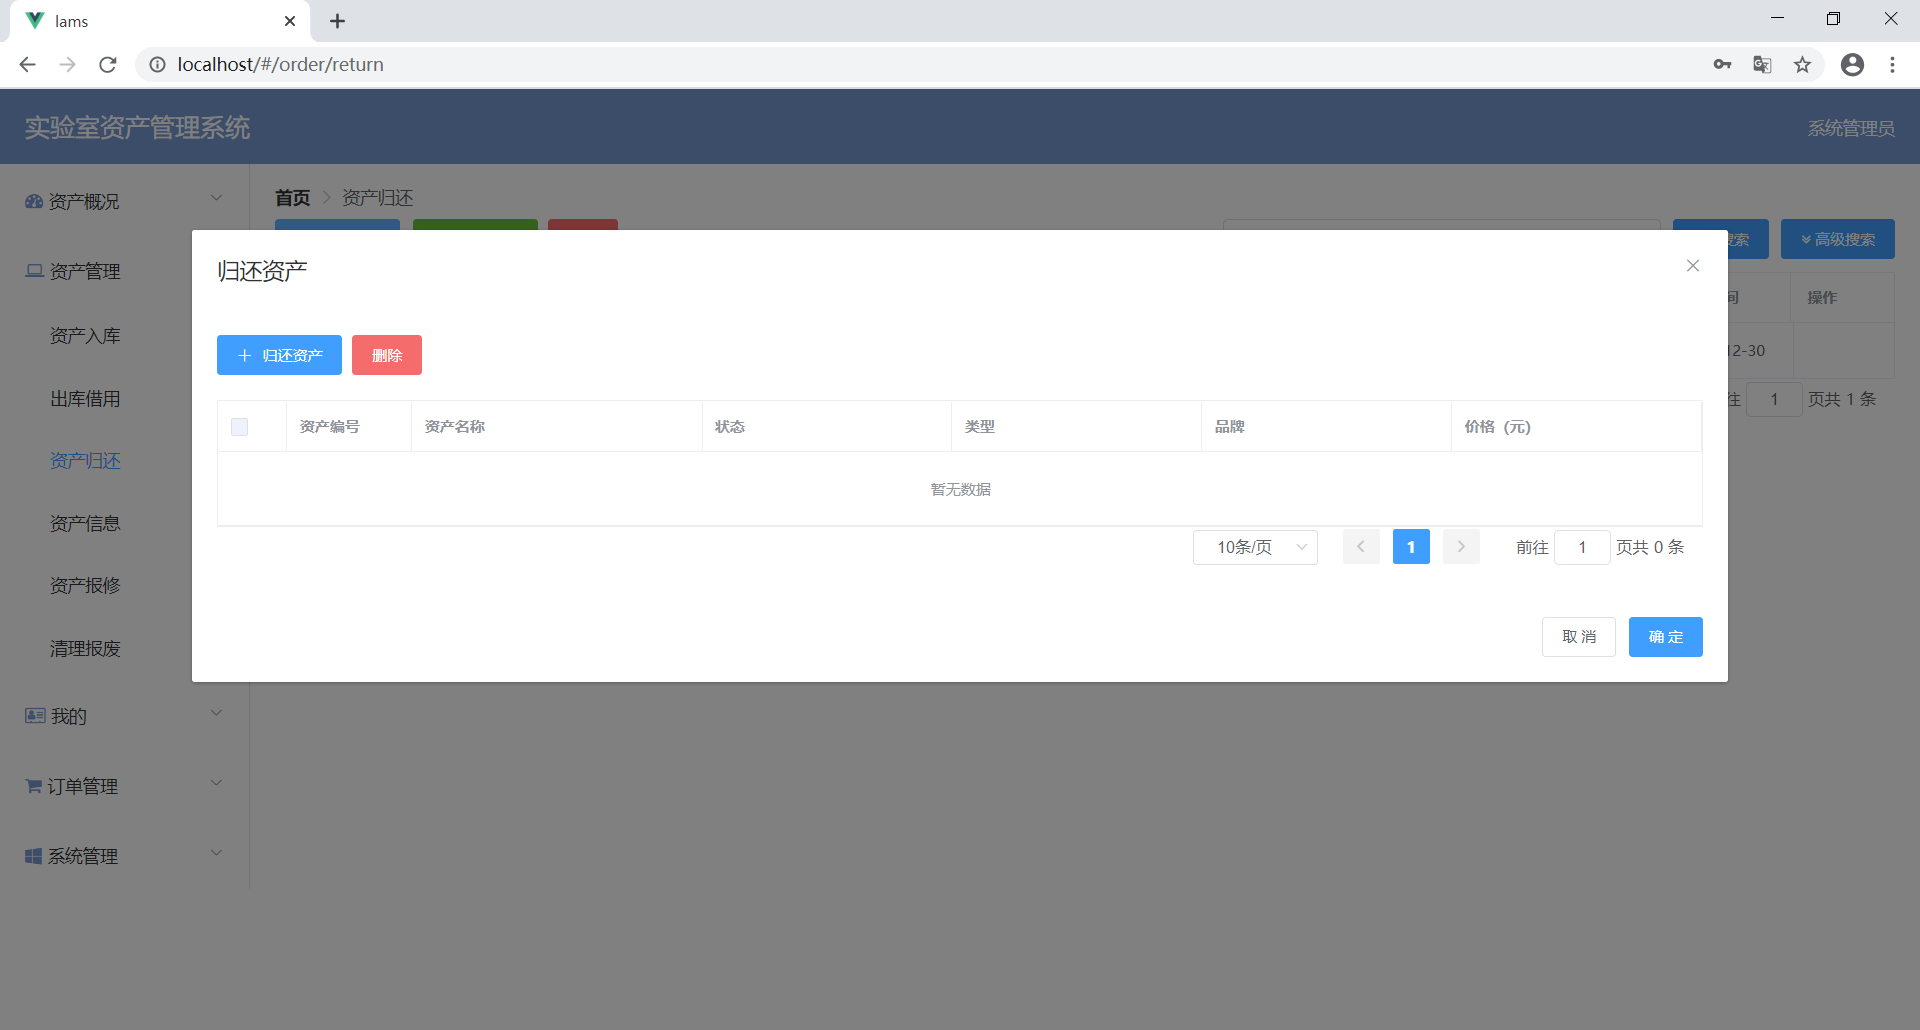 lams
localhost/#/order/return
实验室资产管理系统
系统管理员
资产概况
首页 资产归还
资产管理
资产入库
出库借用
资产归还
资产信息
资产报修
清理报废
我的
订单管理
系统管理
索
高级搜索
间
操作
12-30
往 1 页共 1 条
归还资产
归还资产
删除
资产编号 资产名称 状态 类型 品牌 价格 (元)
暂无数据
10条/页 1 前往 1 页共 0 条
取 消
确 定